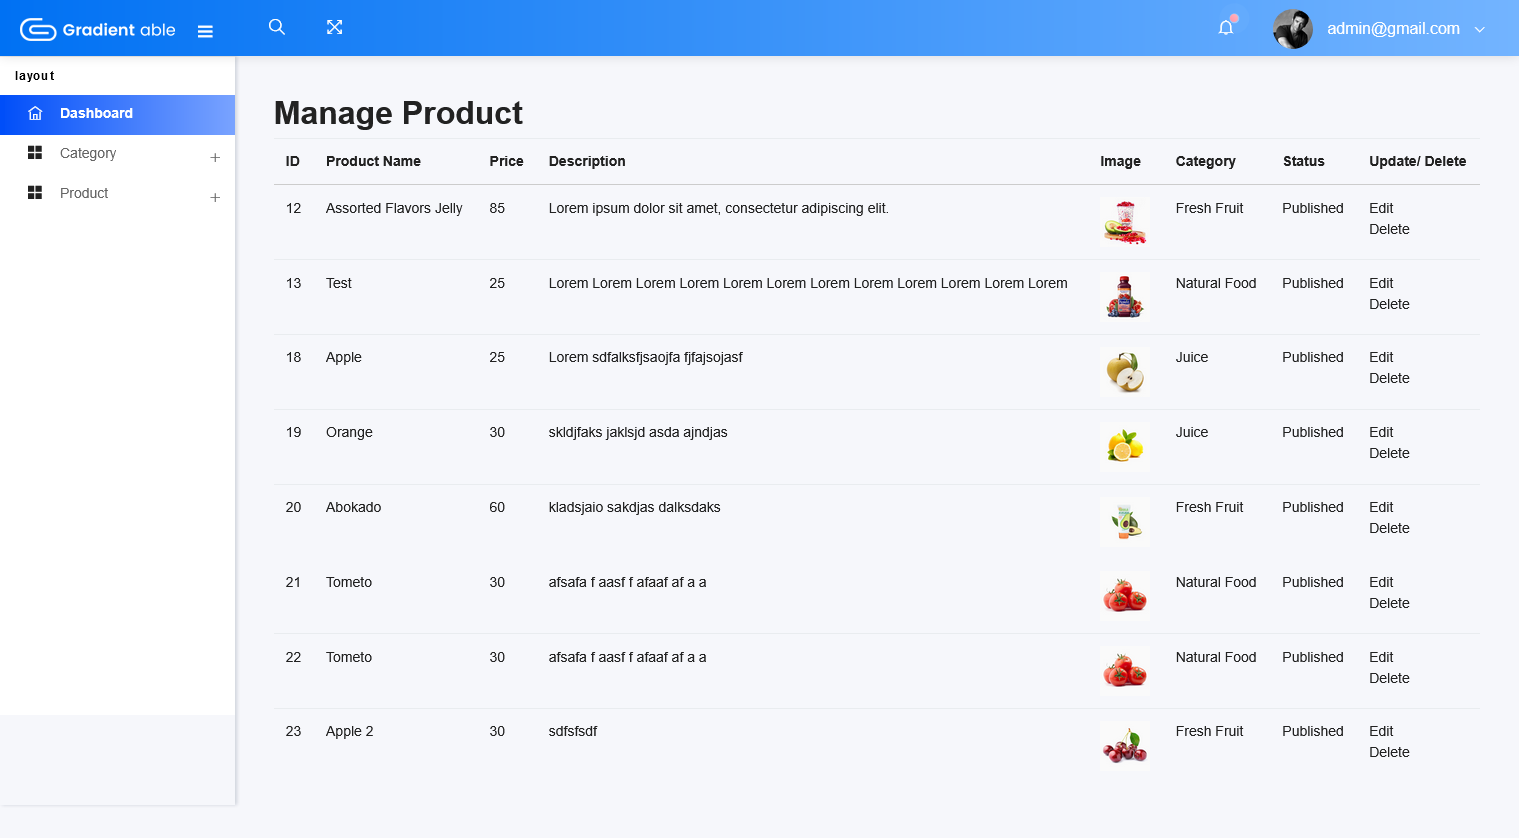 Gradient able
admin@gmail.com
layout
Dashboard
Category +
Product +
Manage Product
ID Product Name Price Description Image Category Status Update/ Delete
12 Assorted Flavors Jelly 85 Lorem ipsum dolor sit amet, consectetur adipiscing elit. Fresh Fruit Published Edit
Delete
13 Test 25 Lorem Lorem Lorem Lorem Lorem Lorem Lorem Lorem Lorem Lorem Lorem Lorem Natural Food Published Edit
Delete
18 Apple 25 Lorem sdfalksfjsaojfa fjfajsojasf Juice Published Edit
Delete
19 Orange 30 skldjfaks jaklsjd asda ajndjas Juice Published Edit
Delete
20 Abokado 60 kladsjaio sakdjas dalksdaks Fresh Fruit Published Edit
Delete
21 Tometo 30 afsafa f aasf f afaaf af a a Natural Food Published Edit
Delete
22 Tometo 30 afsafa f aasf f afaaf af a a Natural Food Published Edit
Delete
23 Apple 2 30 sdfsfsdf Fresh Fruit Published Edit
Delete